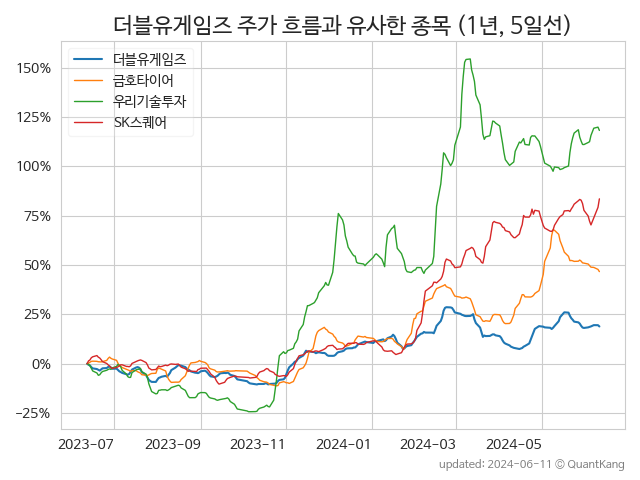 더블유게임즈 주가 흐름과 유사한 종목 (1년, 5일선)
더블유게임즈
금호타이어
우리기술투자
SK스퀘어
150%
125%
100%
75%
50%
25%
0%
−25%
2023-07 2023-09 2023-11 2024-01 2024-03 2024-05
updated: 2024-06-11 © QuantKang